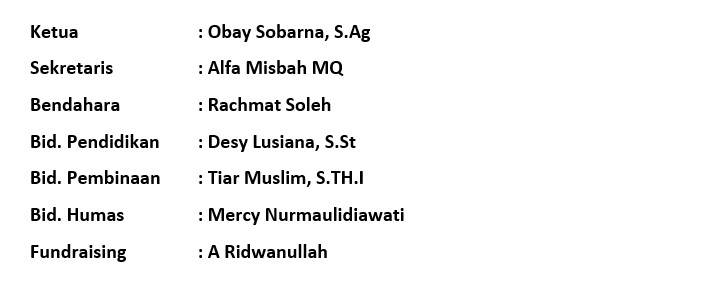 Ketua : Obay Sobarna, S.Ag
Sekretaris : Alfa Misbah MQ
Bendahara : Rachmat Soleh
Bid. Pendidikan : Desy Lusiana, S.St
Bid. Pembinaan : Tiar Muslim, S.TH.I
Bid. Humas : Mercy Nurmaulidiawati
Fundraising : A Ridwanullah